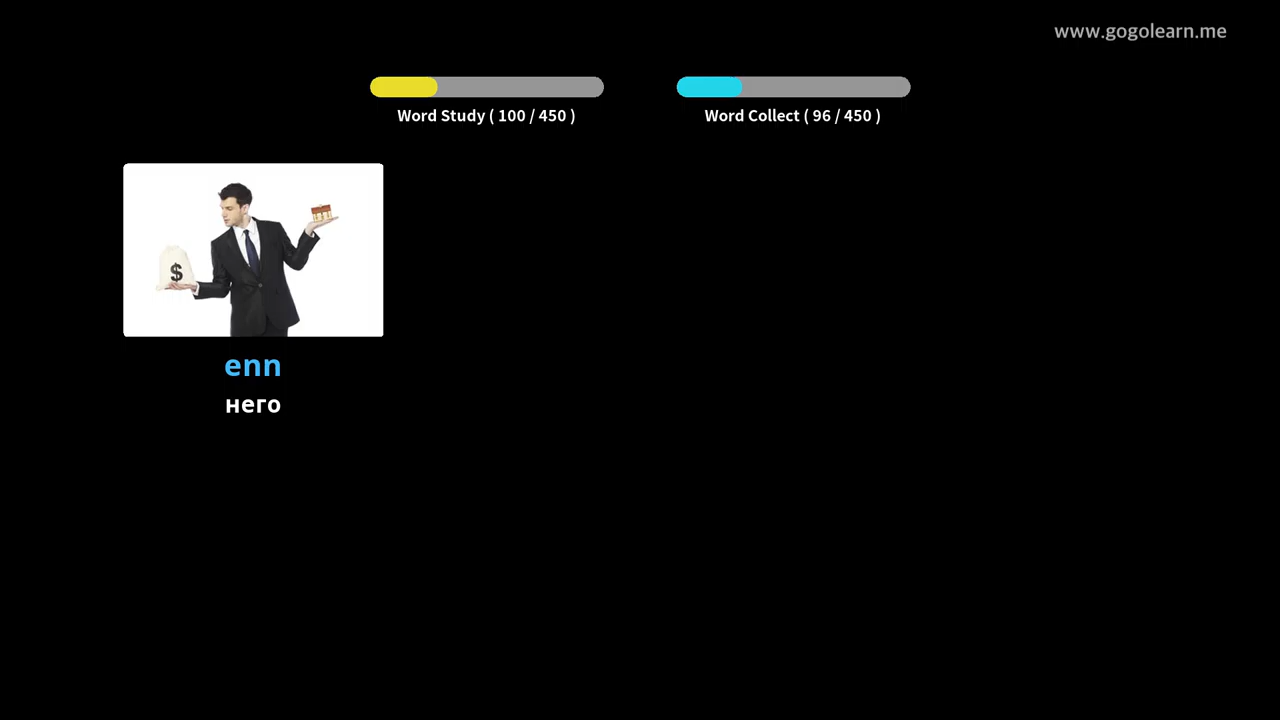 www.gogolearn.me
Word Study ( 100 / 450 )
Word Collect ( 96 / 450 )
$
enn
него